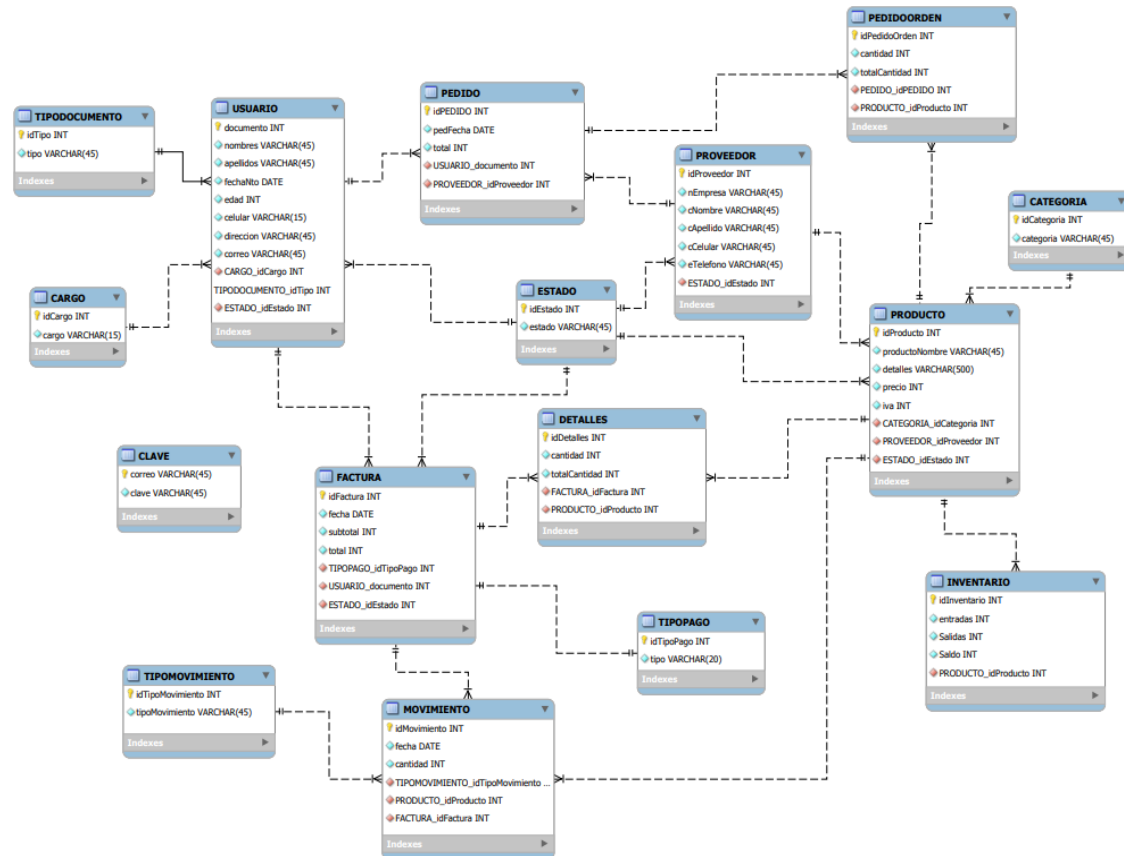 PEDIDOORDEN
idPedidoOrden INT
cantidad INT
totalCantidad INT
PEDIDO_idPEDIDO INT
PRODUCTO_idProducto INT
Indexes
TIPODOCUMENTO
idTipo INT
tipo VARCHAR(45)
Indexes
USUARIO
documento INT
nombres VARCHAR(45)
apellidos VARCHAR(45)
fechaNto DATE
edad INT
celular VARCHAR(15)
direccion VARCHAR(45)
correo VARCHAR(45)
CARGO_idCargo INT
TIPODOCUMENTO_idTipo INT
ESTADO_idEstado INT
Indexes
PEDIDO
idPEDIDO INT
pedFecha DATE
total INT
USUARIO_documento INT
PROVEEDOR_idProveedor INT
Indexes
PROVEEDOR
idProveedor INT
nEmpresa VARCHAR(45)
cNombre VARCHAR(45)
cApellido VARCHAR(45)
cCelular VARCHAR(45)
eTelefono VARCHAR(45)
ESTADO_idEstado INT
Indexes
CATEGORIA
idCategoria INT
categoria VARCHAR(45)
Indexes
CARGO
idCargo INT
cargo VARCHAR(15)
Indexes
ESTADO
idEstado INT
estado VARCHAR(45)
Indexes
PRODUCTO
idProducto INT
productoNombre VARCHAR(45)
detalles VARCHAR(500)
precio INT
iva INT
CATEGORIA_idCategoria INT
PROVEEDOR_idProveedor INT
ESTADO_idEstado INT
Indexes
CLAVE
correo VARCHAR(45)
clave VARCHAR(45)
Indexes
FACTURA
idFactura INT
fecha DATE
subtotal INT
total INT
TIPOPAGO_idTipoPago INT
USUARIO_documento INT
ESTADO_idEstado INT
Indexes
DETALLES
idDetalles INT
cantidad INT
totalCantidad INT
FACTURA_idFactura INT
PRODUCTO_idProducto INT
Indexes
INVENTARIO
idInventario INT
entradas INT
Salidas INT
Saldo INT
PRODUCTO_idProducto INT
Indexes
TIPOPAGO
idTipoPago INT
tipo VARCHAR(20)
Indexes
TIPOMOVIMIENTO
idTipoMovimiento INT
tipoMovimiento VARCHAR(45)
Indexes
MOVIMIENTO
idMovimiento INT
fecha DATE
cantidad INT
TIPOMOVIMIENTO_idTipoMovimiento ...
PRODUCTO_idProducto INT
FACTURA_idFactura INT
Indexes